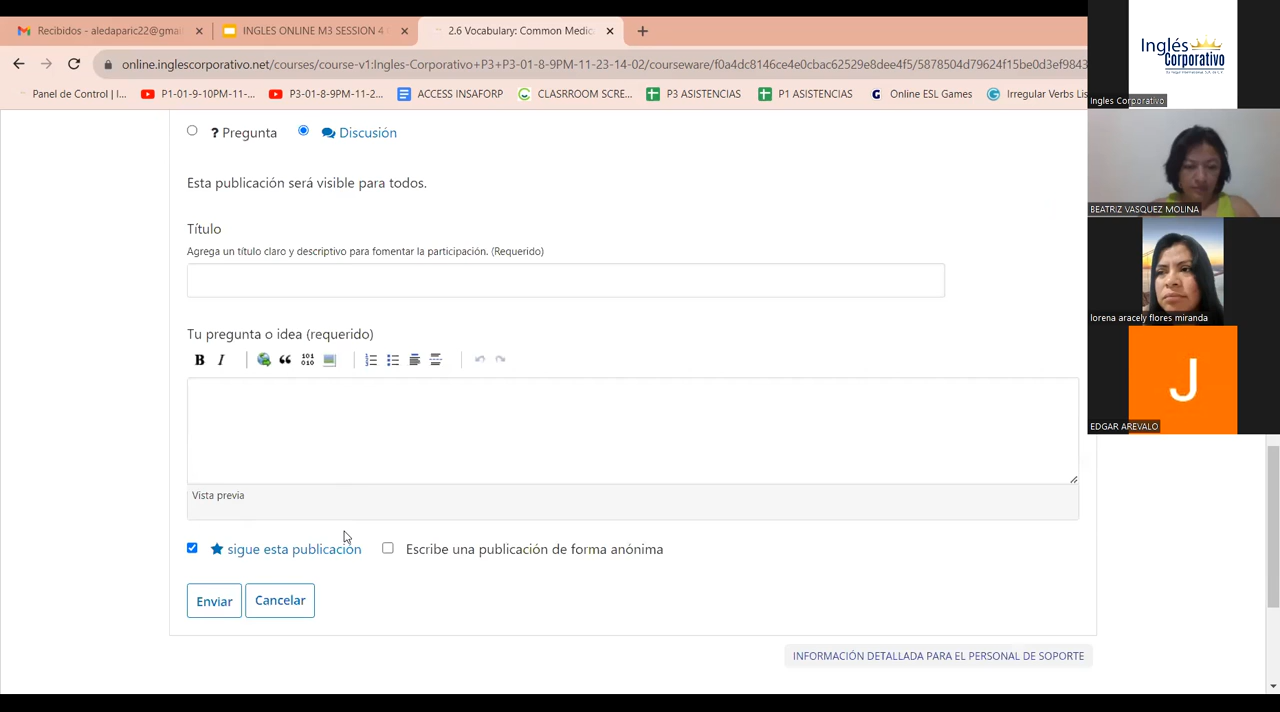 Recibidos - aledaparic22@gmail
INGLES ONLINE M3 SESSION 4
2.6 Vocabulary: Common Medic
online.inglescorporativo.net/courses/course-v1:Ingles-Corporativo+P3+P3-01-8-9PM-11-23-14-02/courseware/f0a4dc8146ce4e0cbac62529e8dee4f5/5878504d79624f15be0d3ef9843
Panel de Control | I...
P1-01-9-10PM-11-...
P3-01-8-9PM-11-2...
ACCESS INSAFORP
CLASRROOM SCRE...
P3 ASISTENCIAS
P1 ASISTENCIAS
Online ESL Games
Irregular Verbs Lis
? Pregunta
Discusión
Esta publicación será visible para todos.
Título
Agrega un título claro y descriptivo para fomentar la participación. (Requerido)
Tu pregunta o idea (requerido)
B I
101
010
Vista previa
sigue esta publicación
Escribe una publicación de forma anónima
Enviar
Cancelar
INFORMACIÓN DETALLADA PARA EL PERSONAL DE SOPORTE
Inglés
Corporativo
Ingles Corporativo
BEATRIZ VASQUEZ MOLINA
lorena aracely flores miranda
J
EDGAR AREVALO